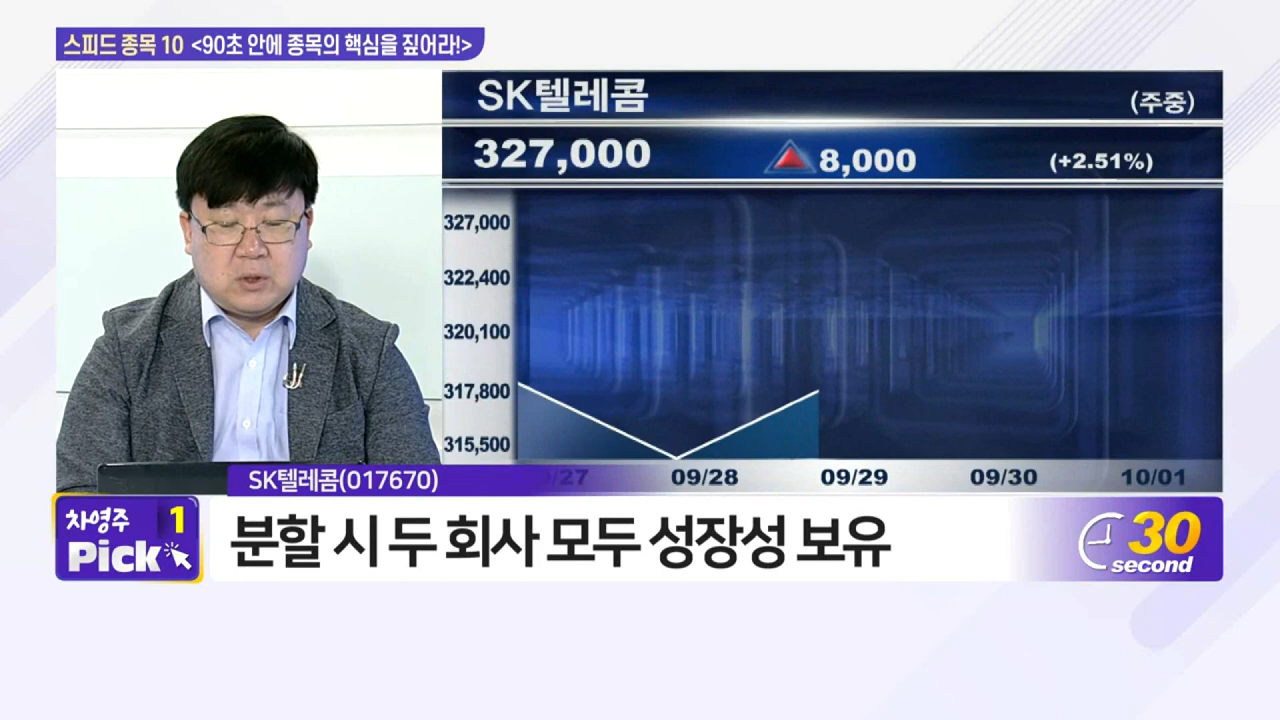 스피드 종목 10 <90초 안에 종목의 핵심을 짚어라!>
SK텔레콤
(주중)
327,000 8,000 (+2.51%)
327,000
322,400
320,100
317,800
315,500
/27 09/28 09/29 09/30 10/01
SK텔레콤(017670)
차영주 1
Pick
분할 시 두 회사 모두 성장성 보유
30
second